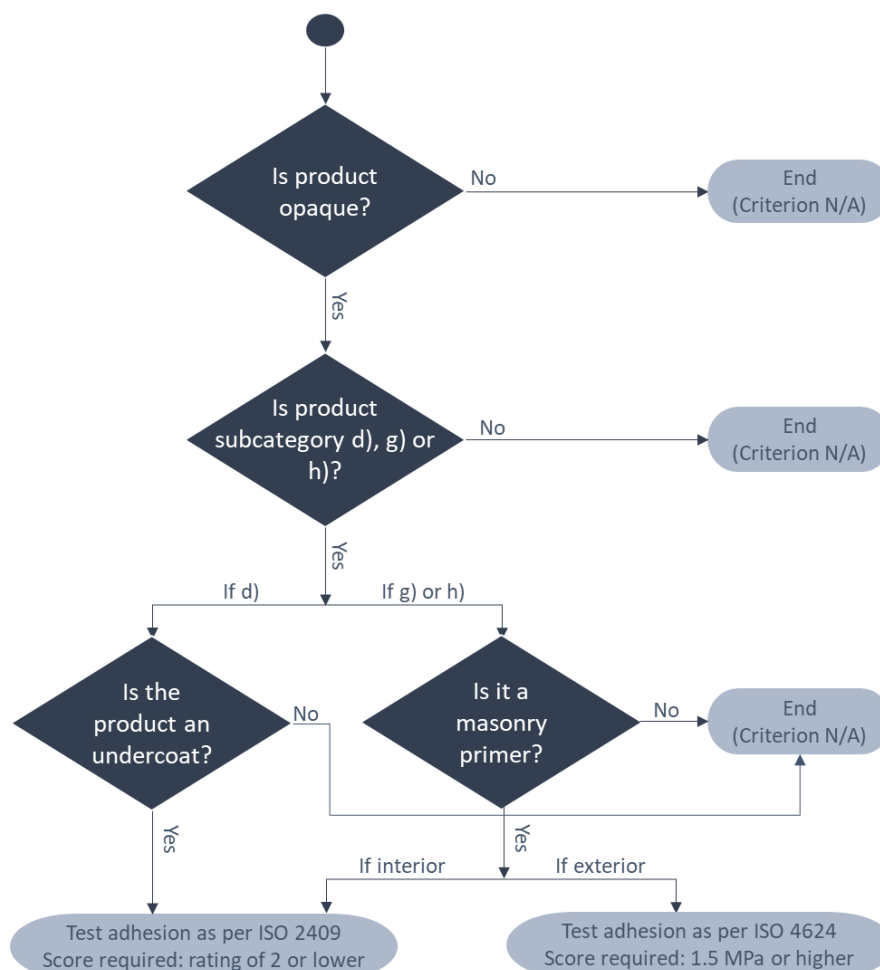 Is product
opaque?
No
End
(Criterion N/A)
Yes
Is product
subcategory d), g) or
h)?
No
End
(Criterion N/A)
Yes
If d)
If g) or h)
Is the
product an
undercoat?
No
Is it a
masonry
primer?
No
End
(Criterion N/A)
Yes
Yes
If interior
If exterior
Test adhesion as per ISO 2409
Score required: rating of 2 or lower
Test adhesion as per ISO 4624
Score required: 1.5 MPa or higher